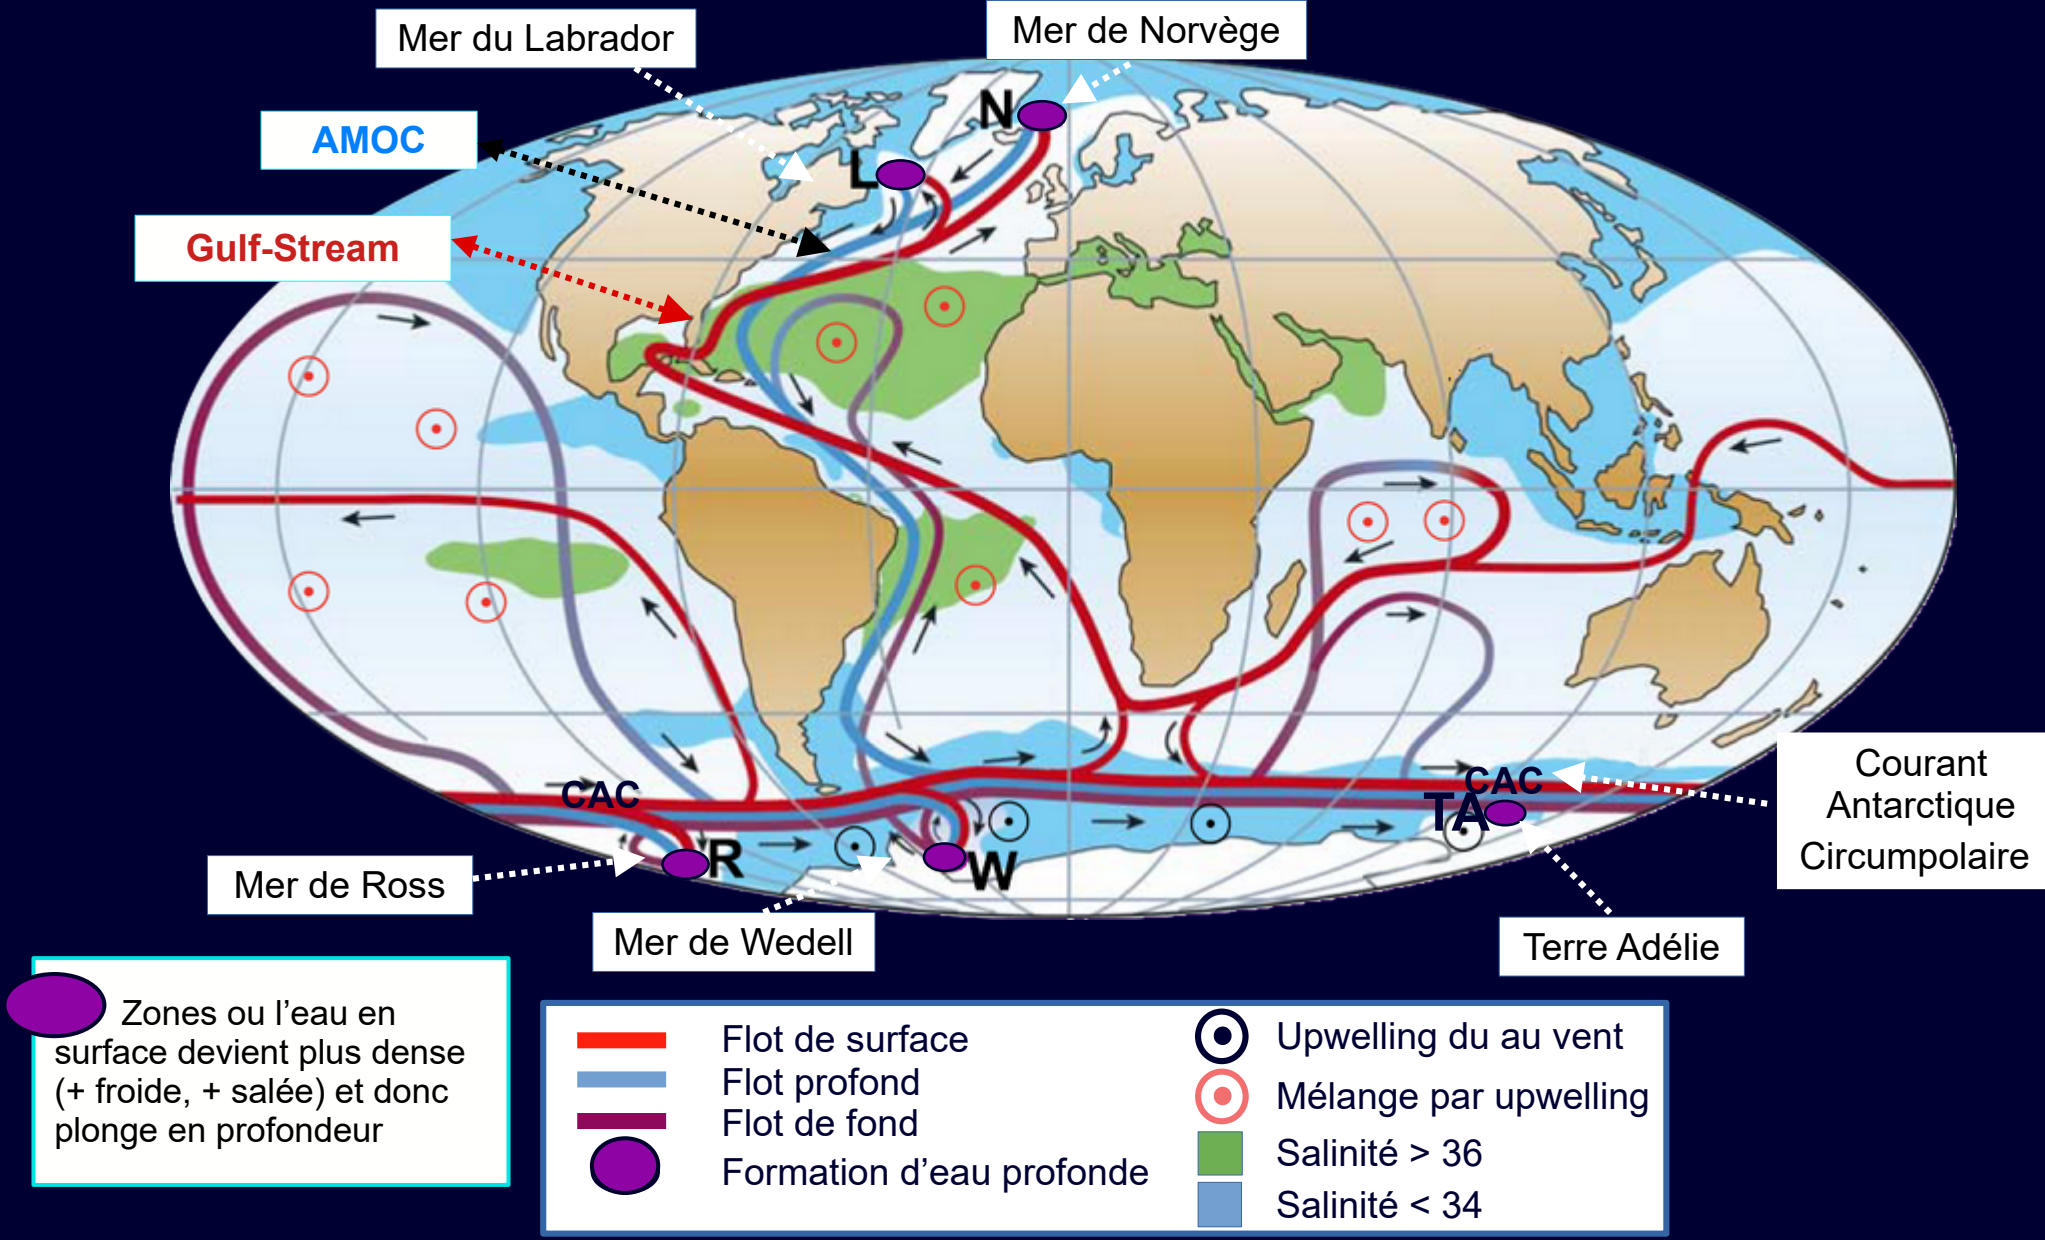 Mer du Labrador
Mer de Norvège
AMOC
Gulf-Stream
N
L
CAC
CAC
TA
R
W
Courant
Antarctique
Circumpolaire
Mer de Ross
Mer de Wedell
Terre Adélie
Zones ou l’eau en
surface devient plus dense
(+ froide, + salée) et donc
plonge en profondeur
Flot de surface
Flot profond
Flot de fond
Formation d’eau profonde
Upwelling du au vent
Mélange par upwelling
Salinité > 36
Salinité < 34